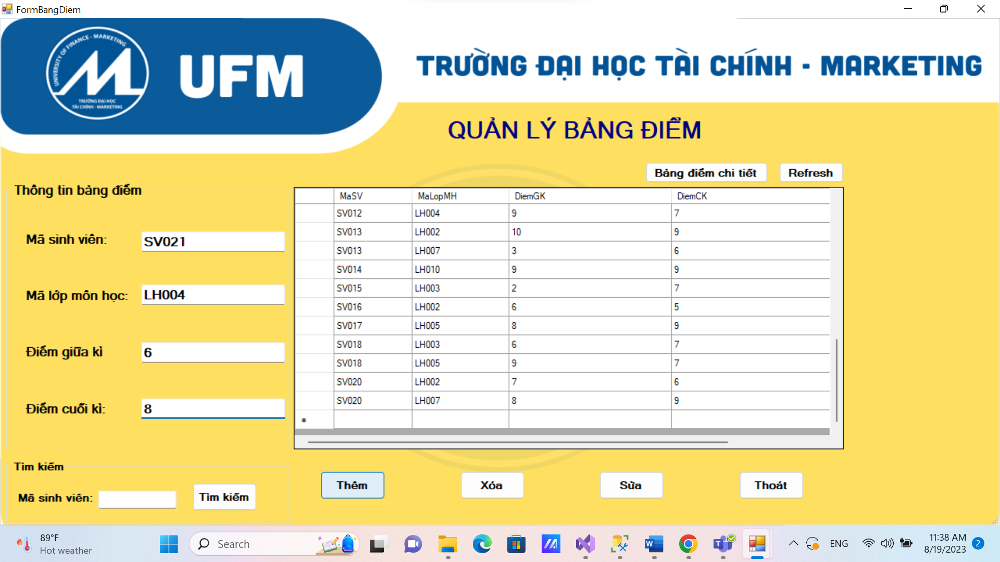 FormBangDiem
UNIVERSITY OF FINANCE - MARKETING
TRƯỜNG ĐẠI HỌC
TÀI CHÍNH - MARKETING
UFM
TRƯỜNG ĐẠI HỌC TÀI CHÍNH - MARKETING
QUẢN LÝ BẢNG ĐIỂM
Bảng điểm chi tiết Refresh
Thông tin bảng điểm
Mã sinh viên: SV021
Mã lớp môn học: LH004
Điểm giữa kì 6
Điểm cuối kì: 8
MaSV MaLopMH DiemGK DiemCK
SV012 LH004 9 7
SV013 LH002 10 9
SV013 LH007 3 6
SV014 LH010 9 9
SV015 LH003 2 7
SV016 LH002 6 5
SV017 LH005 8 9
SV018 LH003 6 7
SV018 LH005 9 7
SV020 LH002 7 6
SV020 LH007 8 9
Tìm kiếm
Mã sinh viên: Tìm kiếm
Thêm Xóa Sửa Thoát
89°F
Hot weather
Search
ENG
11:38 AM
8/19/2023
2